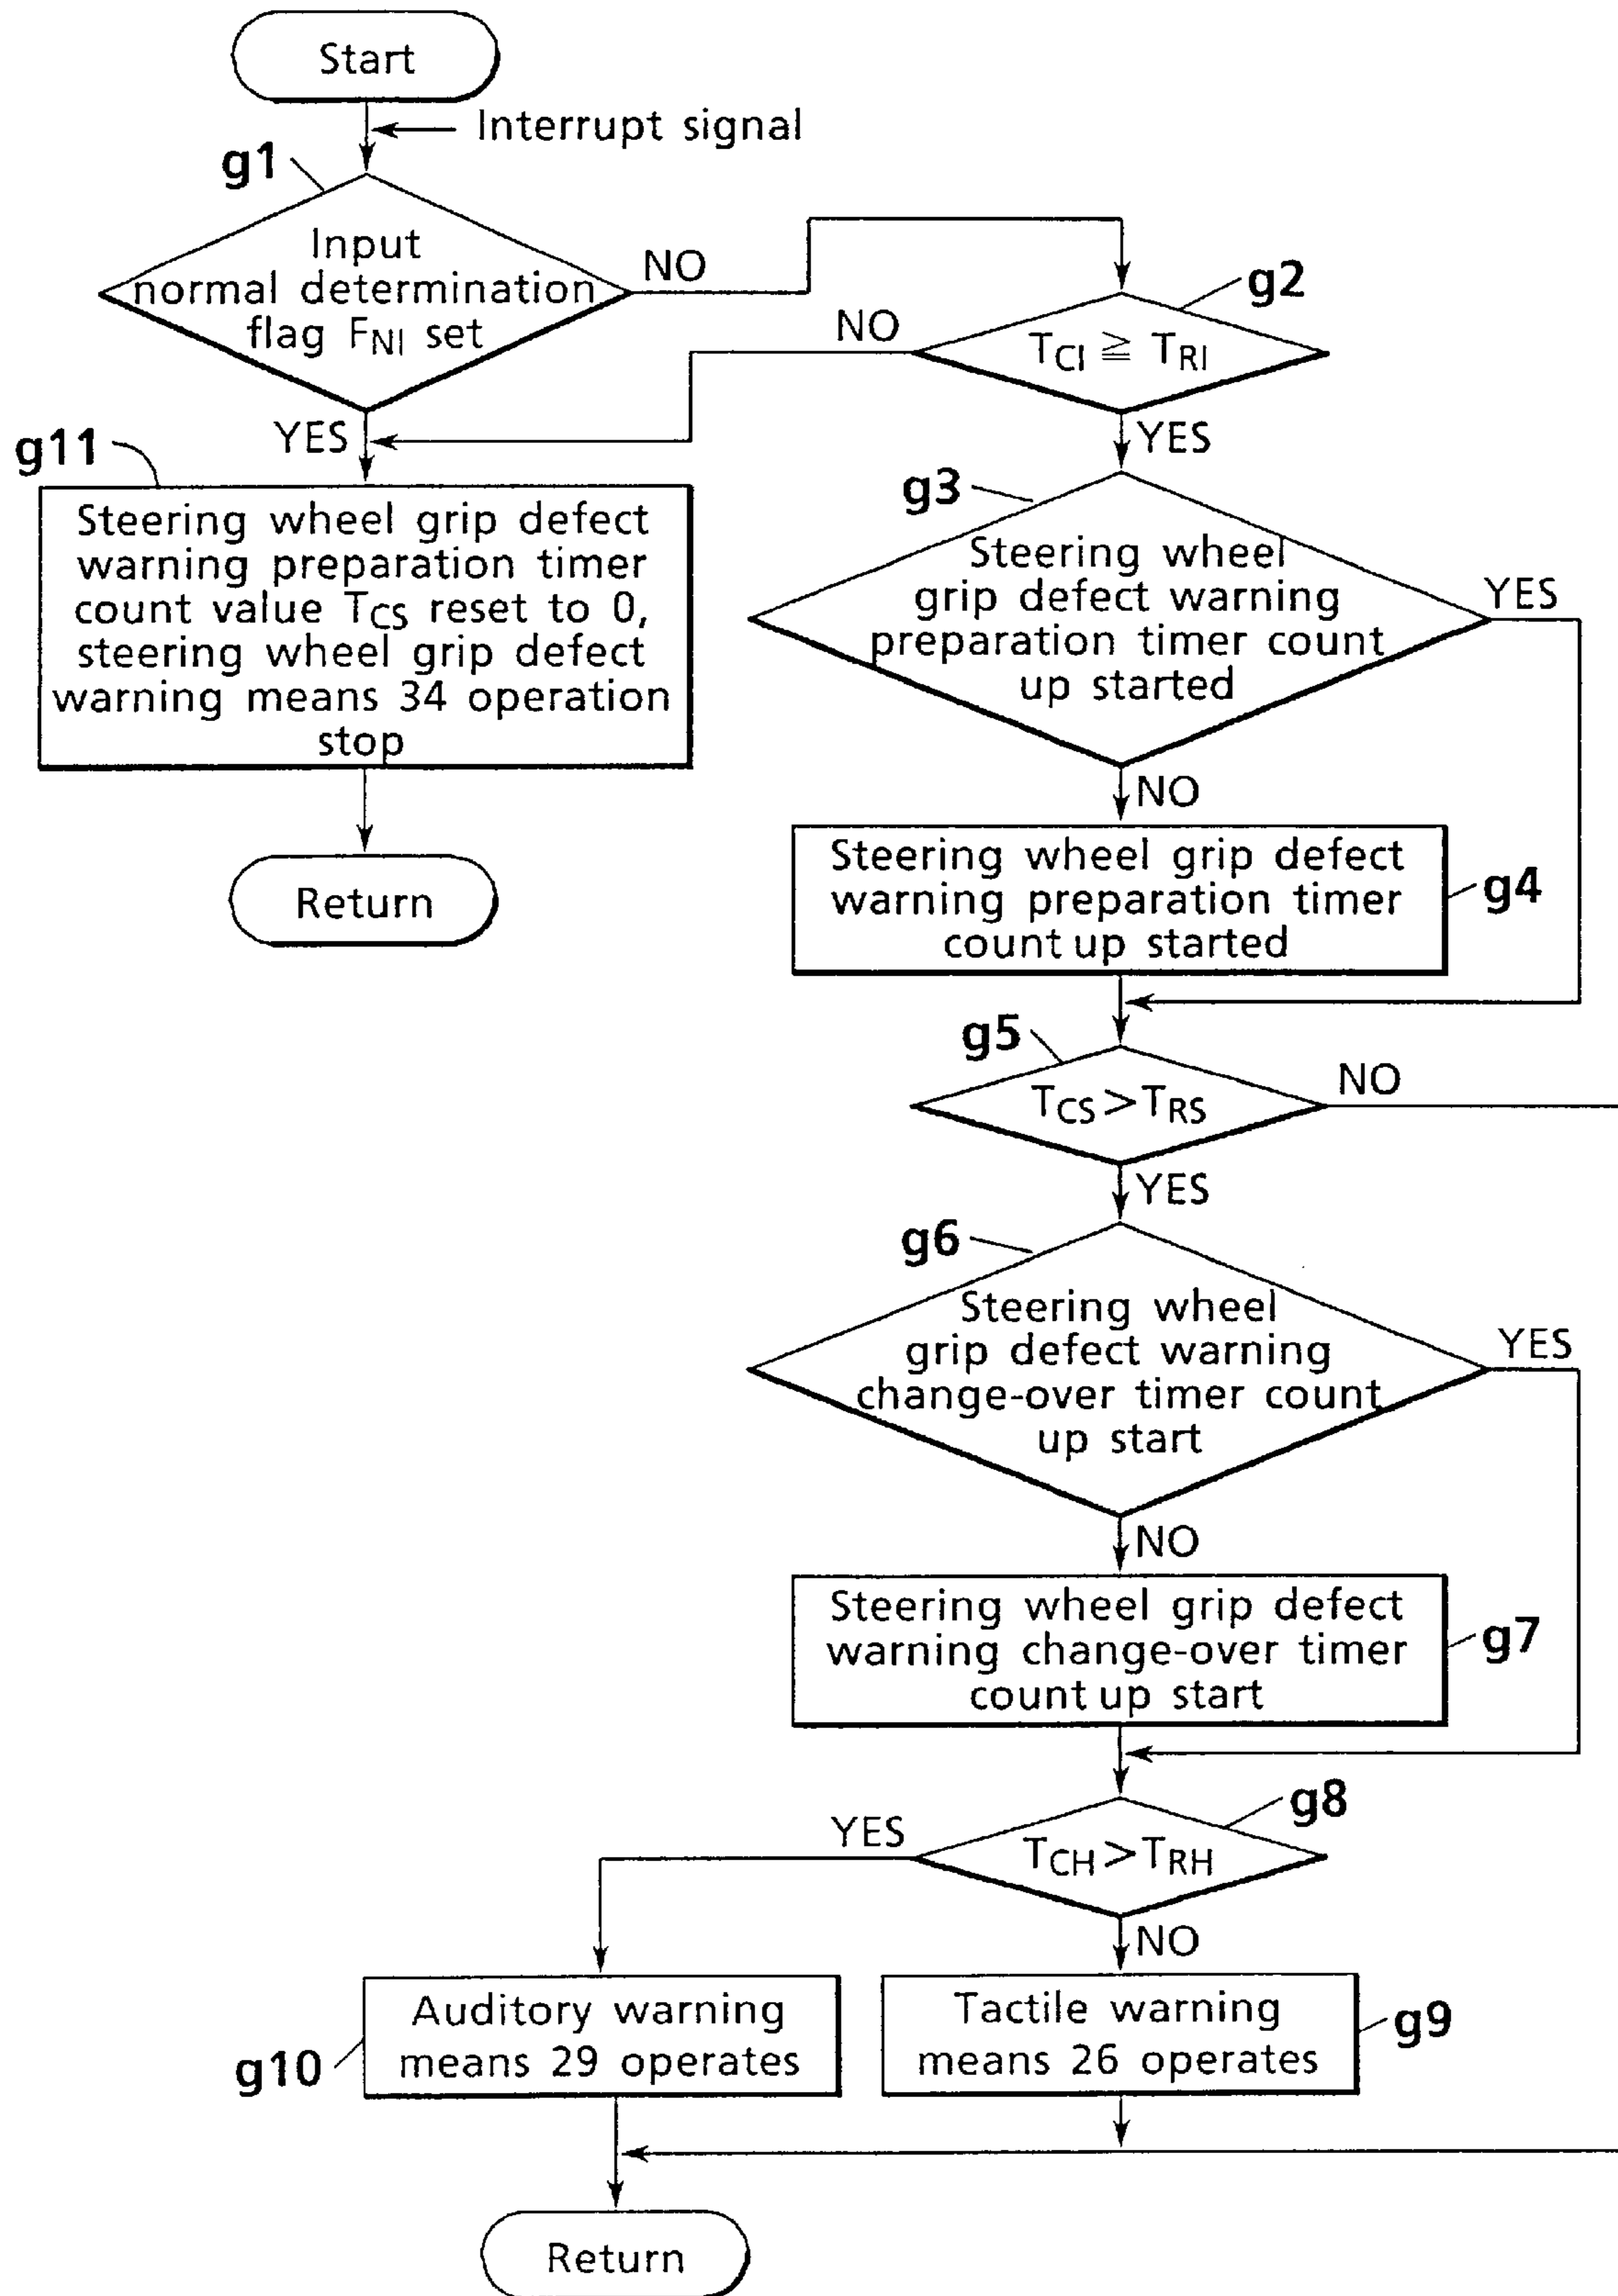 Start
Interrupt signal
g1
Input
normal determination
flag FNI set
NO
g2
NO
TCI ≧ TRI
YES
YES
g11
Steering wheel grip defect
warning preparation timer
count value TCS reset to 0,
steering wheel grip defect
warning means 34 operation
stop
Return
g3
Steering wheel
grip defect warning
preparation timer count
up started
YES
NO
Steering wheel grip defect
warning preparation timer
count up started
g4
g5
TCS > TRS
NO
YES
g6
Steering wheel
grip defect warning
change-over timer count
up start
YES
NO
Steering wheel grip defect
warning change-over timer
count up start
g7
g8
YES
TCH > TRH
NO
Auditory warning
means 29 operates
g10
Tactile warning
means 26 operates
g9
Return